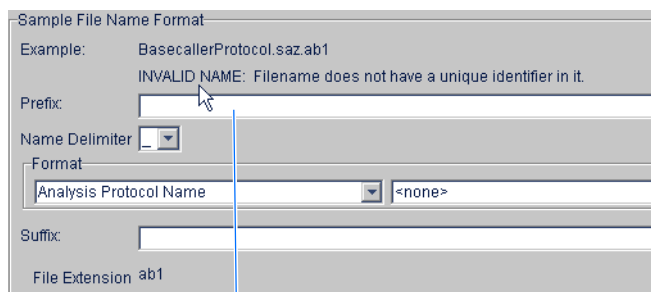 Sample File Name Format
Example: BasecallerProtocol.saz.ab1
INVALID NAME: Filename does not have a unique identifier in it.
Prefix:
Name Delimiter _
Format
Analysis Protocol Name <none>
Suffix:
File Extension ab1